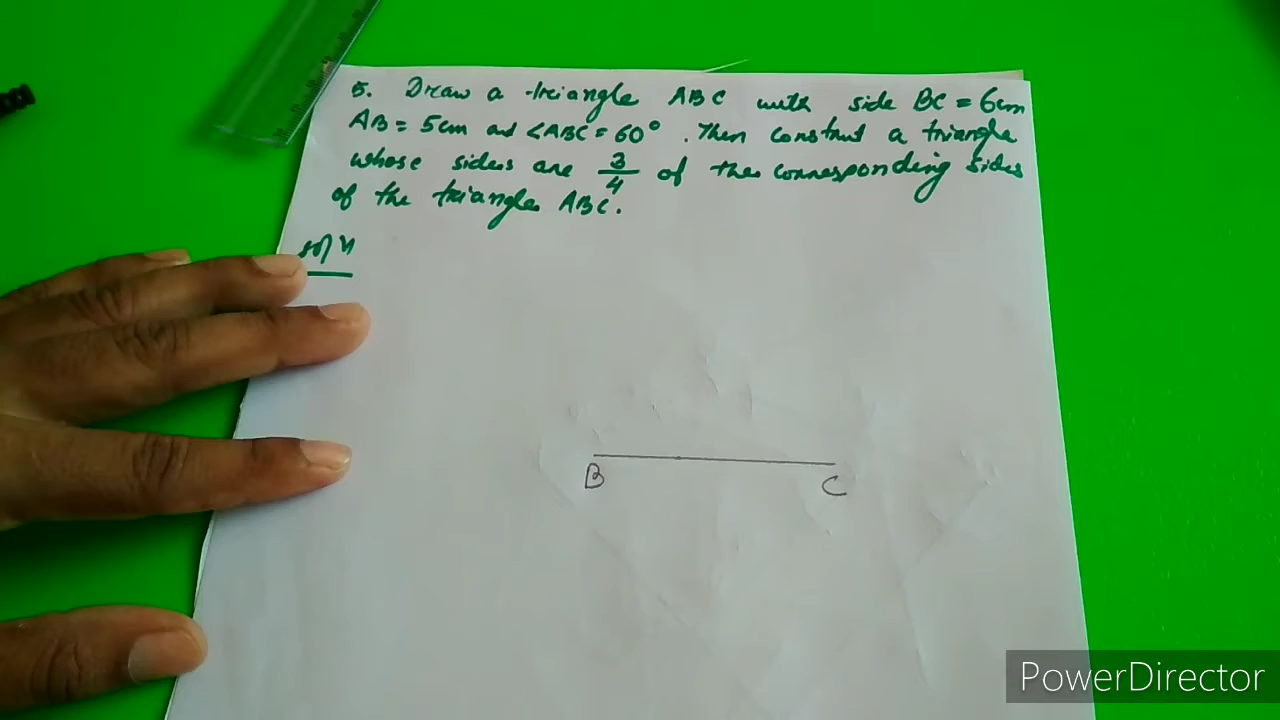 5. Draw a triangle ABC with side BC = 6cm
AB = 5cm and ∠ABC = 60° . Then construct a triangle
whose sides are 3/4 of the corresponding sides
of the triangle ABC.
Solⁿ
B
C
PowerDirector